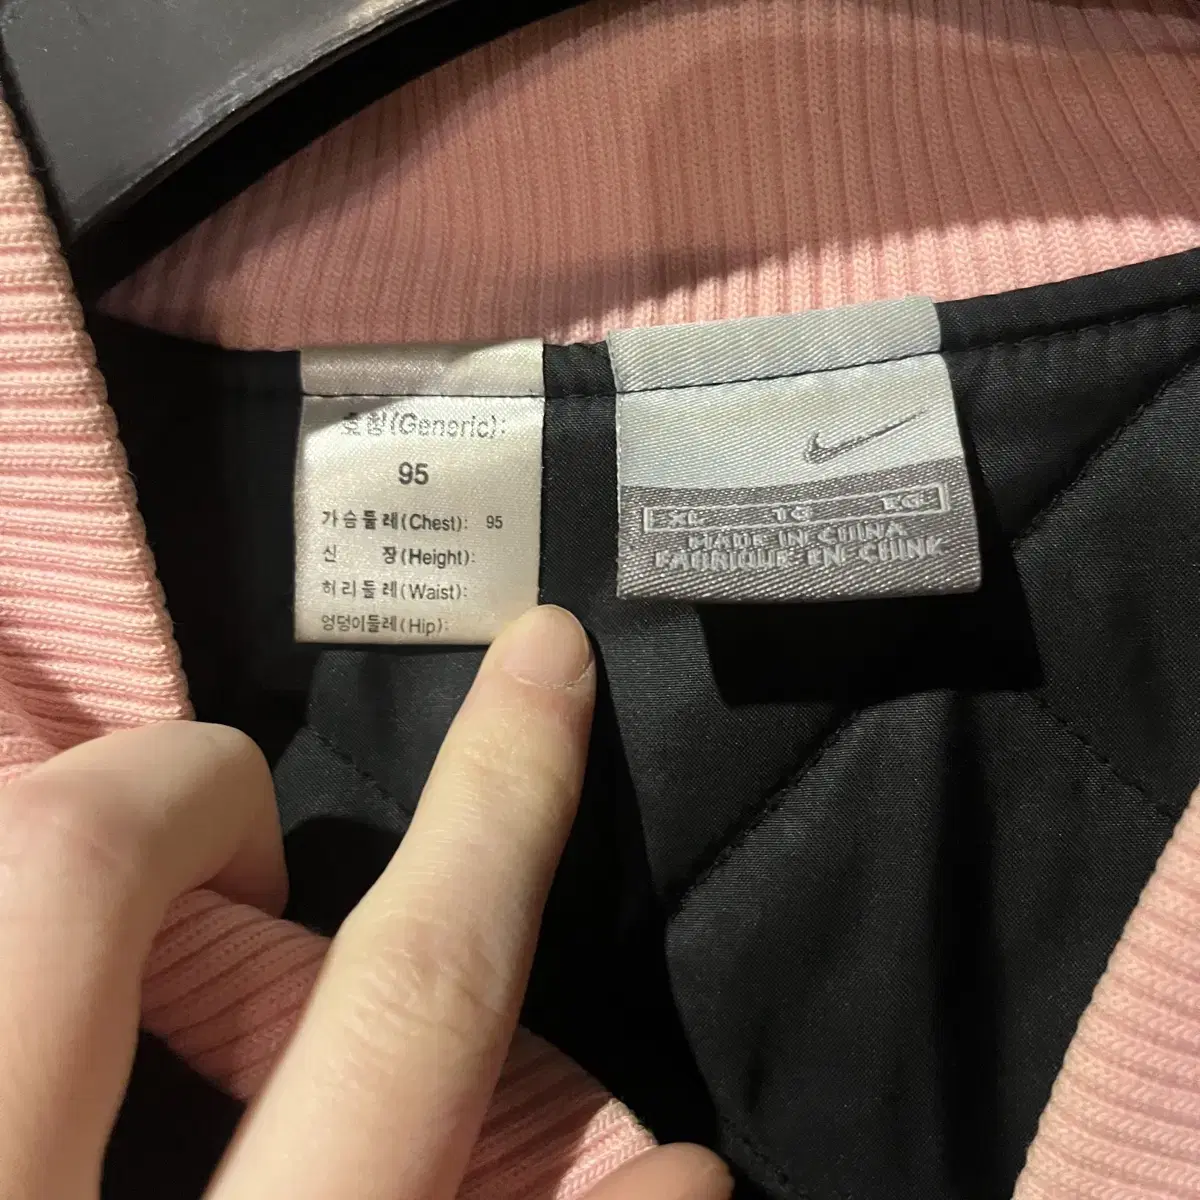 호칭(Generic):
95
가슴둘레(Chest): 95
신 장(Height):
허리둘레(Waist):
엉덩이둘레(Hip):
XL TG EG
MADE IN CHINA
FABRIQUE EN CHINE